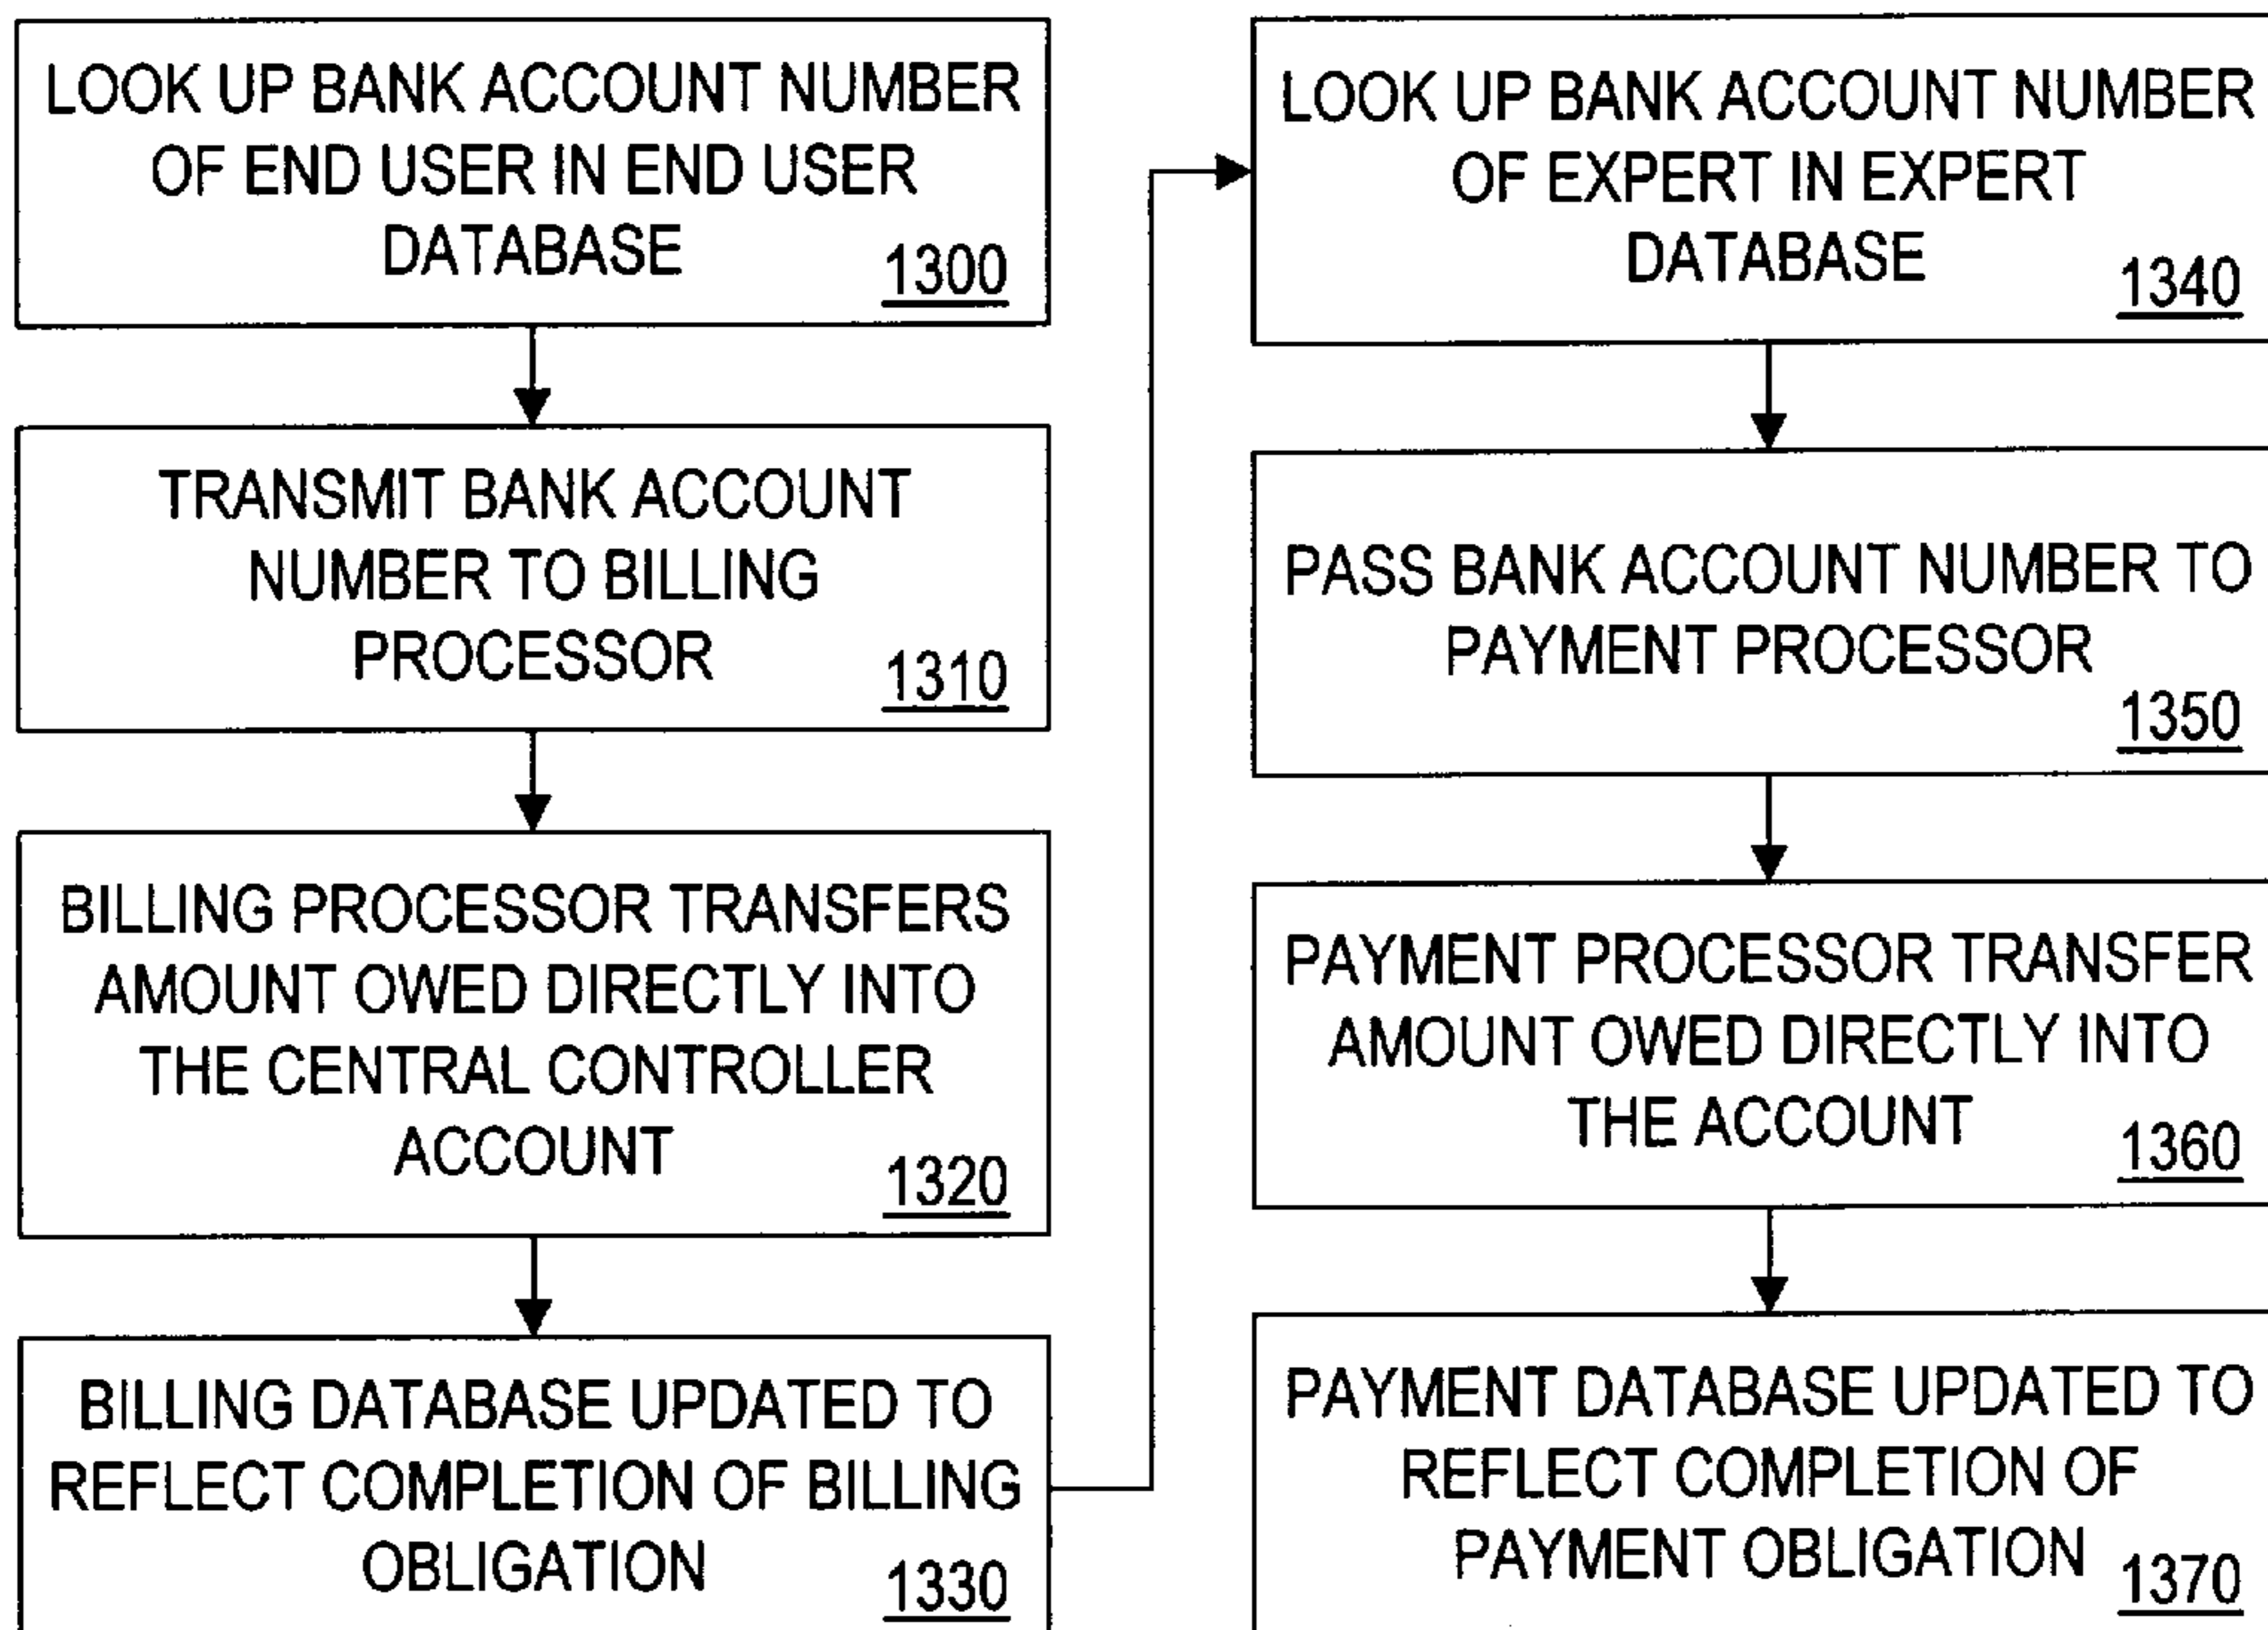 LOOK UP BANK ACCOUNT NUMBER
OF END USER IN END USER
DATABASE
1300
TRANSMIT BANK ACCOUNT
NUMBER TO BILLING
PROCESSOR
1310
BILLING PROCESSOR TRANSFERS
AMOUNT OWED DIRECTLY INTO
THE CENTRAL CONTROLLER
ACCOUNT
1320
BILLING DATABASE UPDATED TO
REFLECT COMPLETION OF BILLING
OBLIGATION
1330
LOOK UP BANK ACCOUNT NUMBER
OF EXPERT IN EXPERT
DATABASE
1340
PASS BANK ACCOUNT NUMBER TO
PAYMENT PROCESSOR
1350
PAYMENT PROCESSOR TRANSFER
AMOUNT OWED DIRECTLY INTO
THE ACCOUNT
1360
PAYMENT DATABASE UPDATED TO
REFLECT COMPLETION OF
PAYMENT OBLIGATION
1370